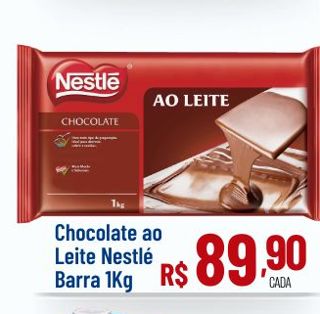 Nestlé
AO LEITE
CHOCOLATE
1kg
Chocolate ao
Leite Nestlé
Barra 1Kg
R$ 89,90
CADA